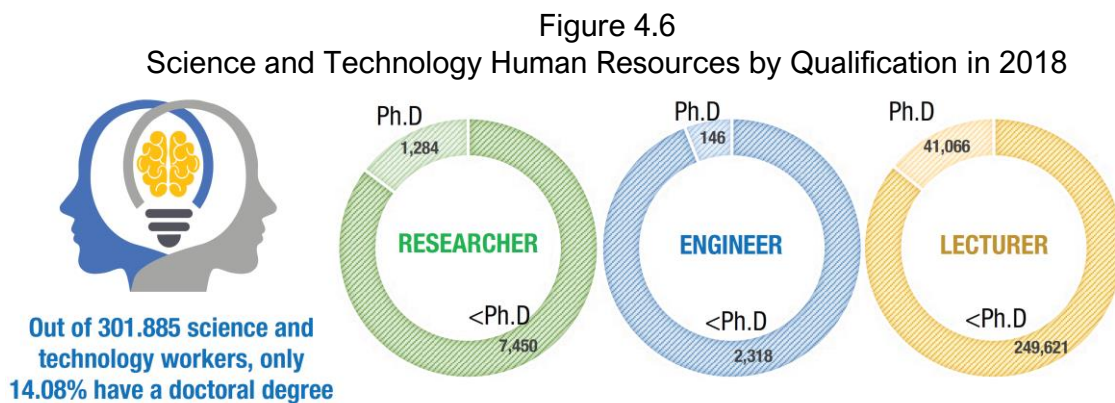 Figure 4.6
Science and Technology Human Resources by Qualification in 2018
Out of 301.885 science and
technology workers, only
14.08% have a doctoral degree
Ph.D
1,284
RESEARCHER
<Ph.D
7,450
Ph.D
146
ENGINEER
<Ph.D
2,318
Ph.D
41,066
LECTURER
<Ph.D
249,621